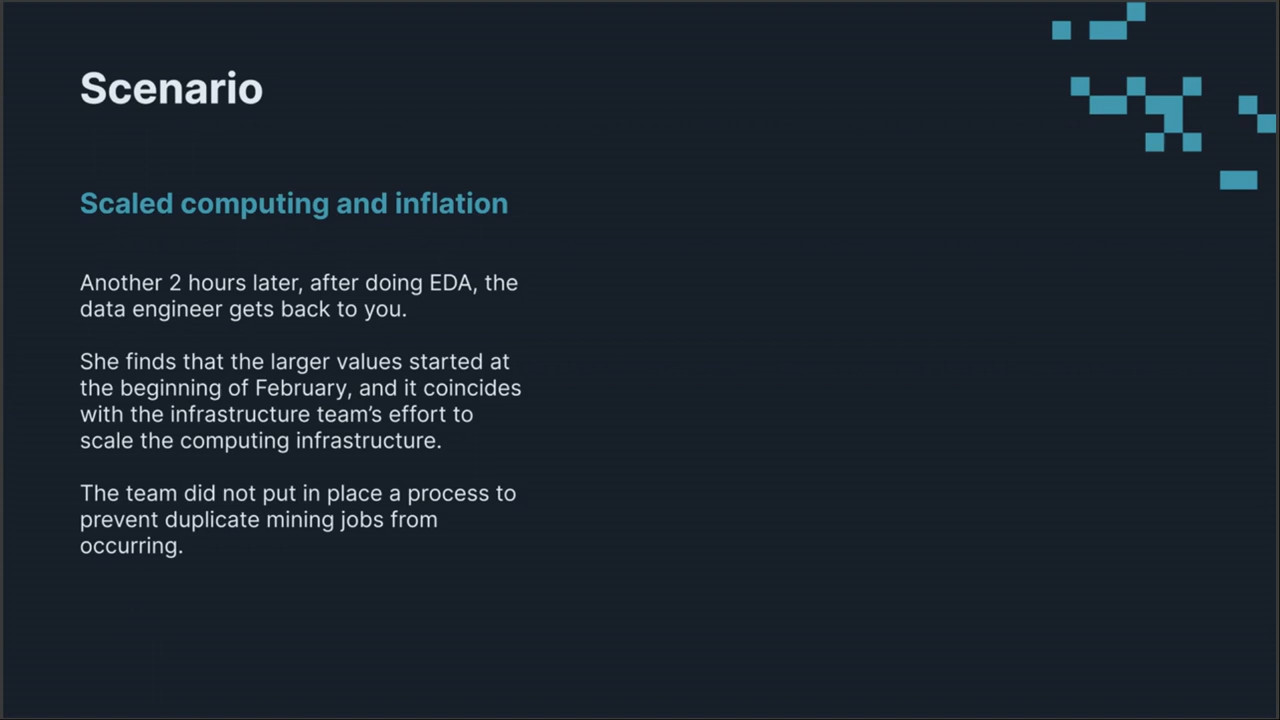 Scenario
Scaled computing and inflation
Another 2 hours later, after doing EDA, the
data engineer gets back to you.
She finds that the larger values started at
the beginning of February, and it coincides
with the infrastructure team’s effort to
scale the computing infrastructure.
The team did not put in place a process to
prevent duplicate mining jobs from
occurring.